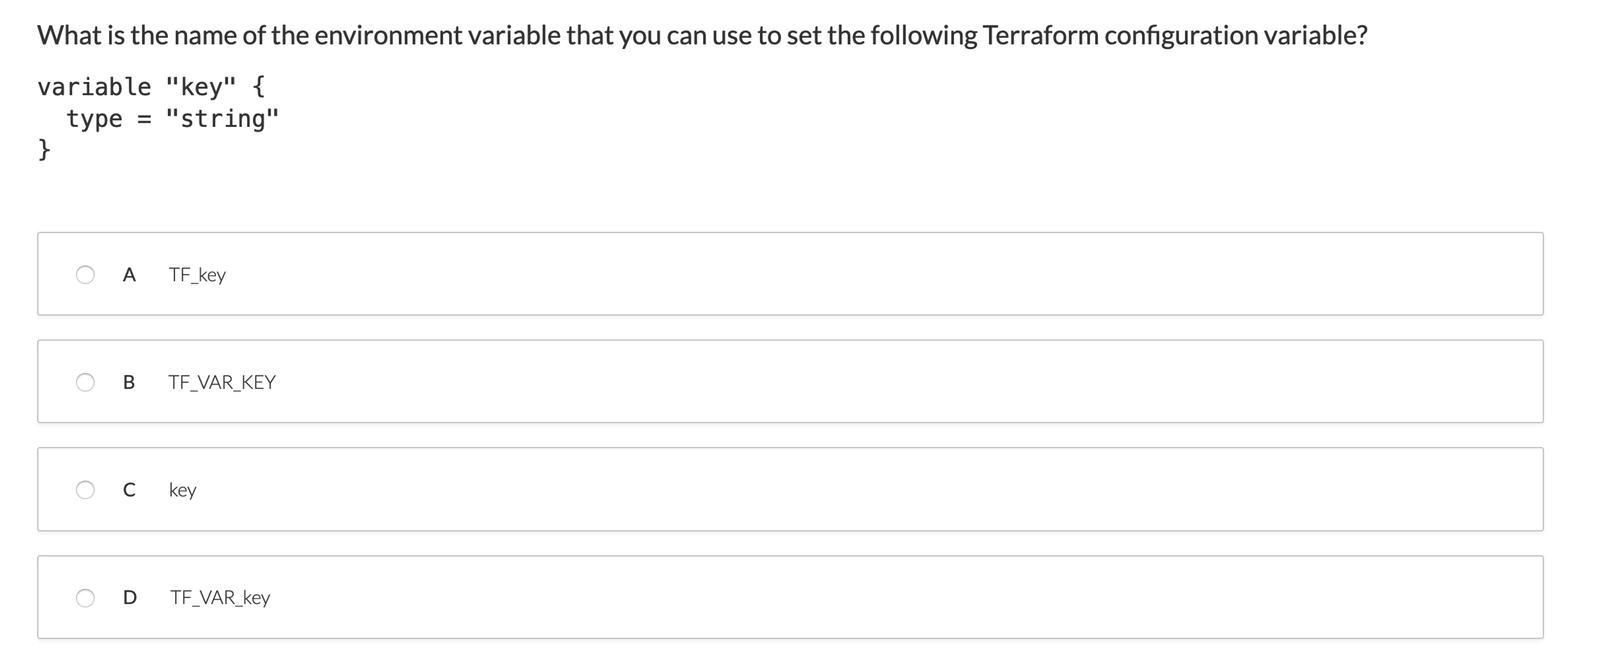 What is the name of the environment variable that you can use to set the following Terraform configuration variable?
variable "key" {
  type = "string"
}
A TF_key
B TF_VAR_KEY
C key
D TF_VAR_key